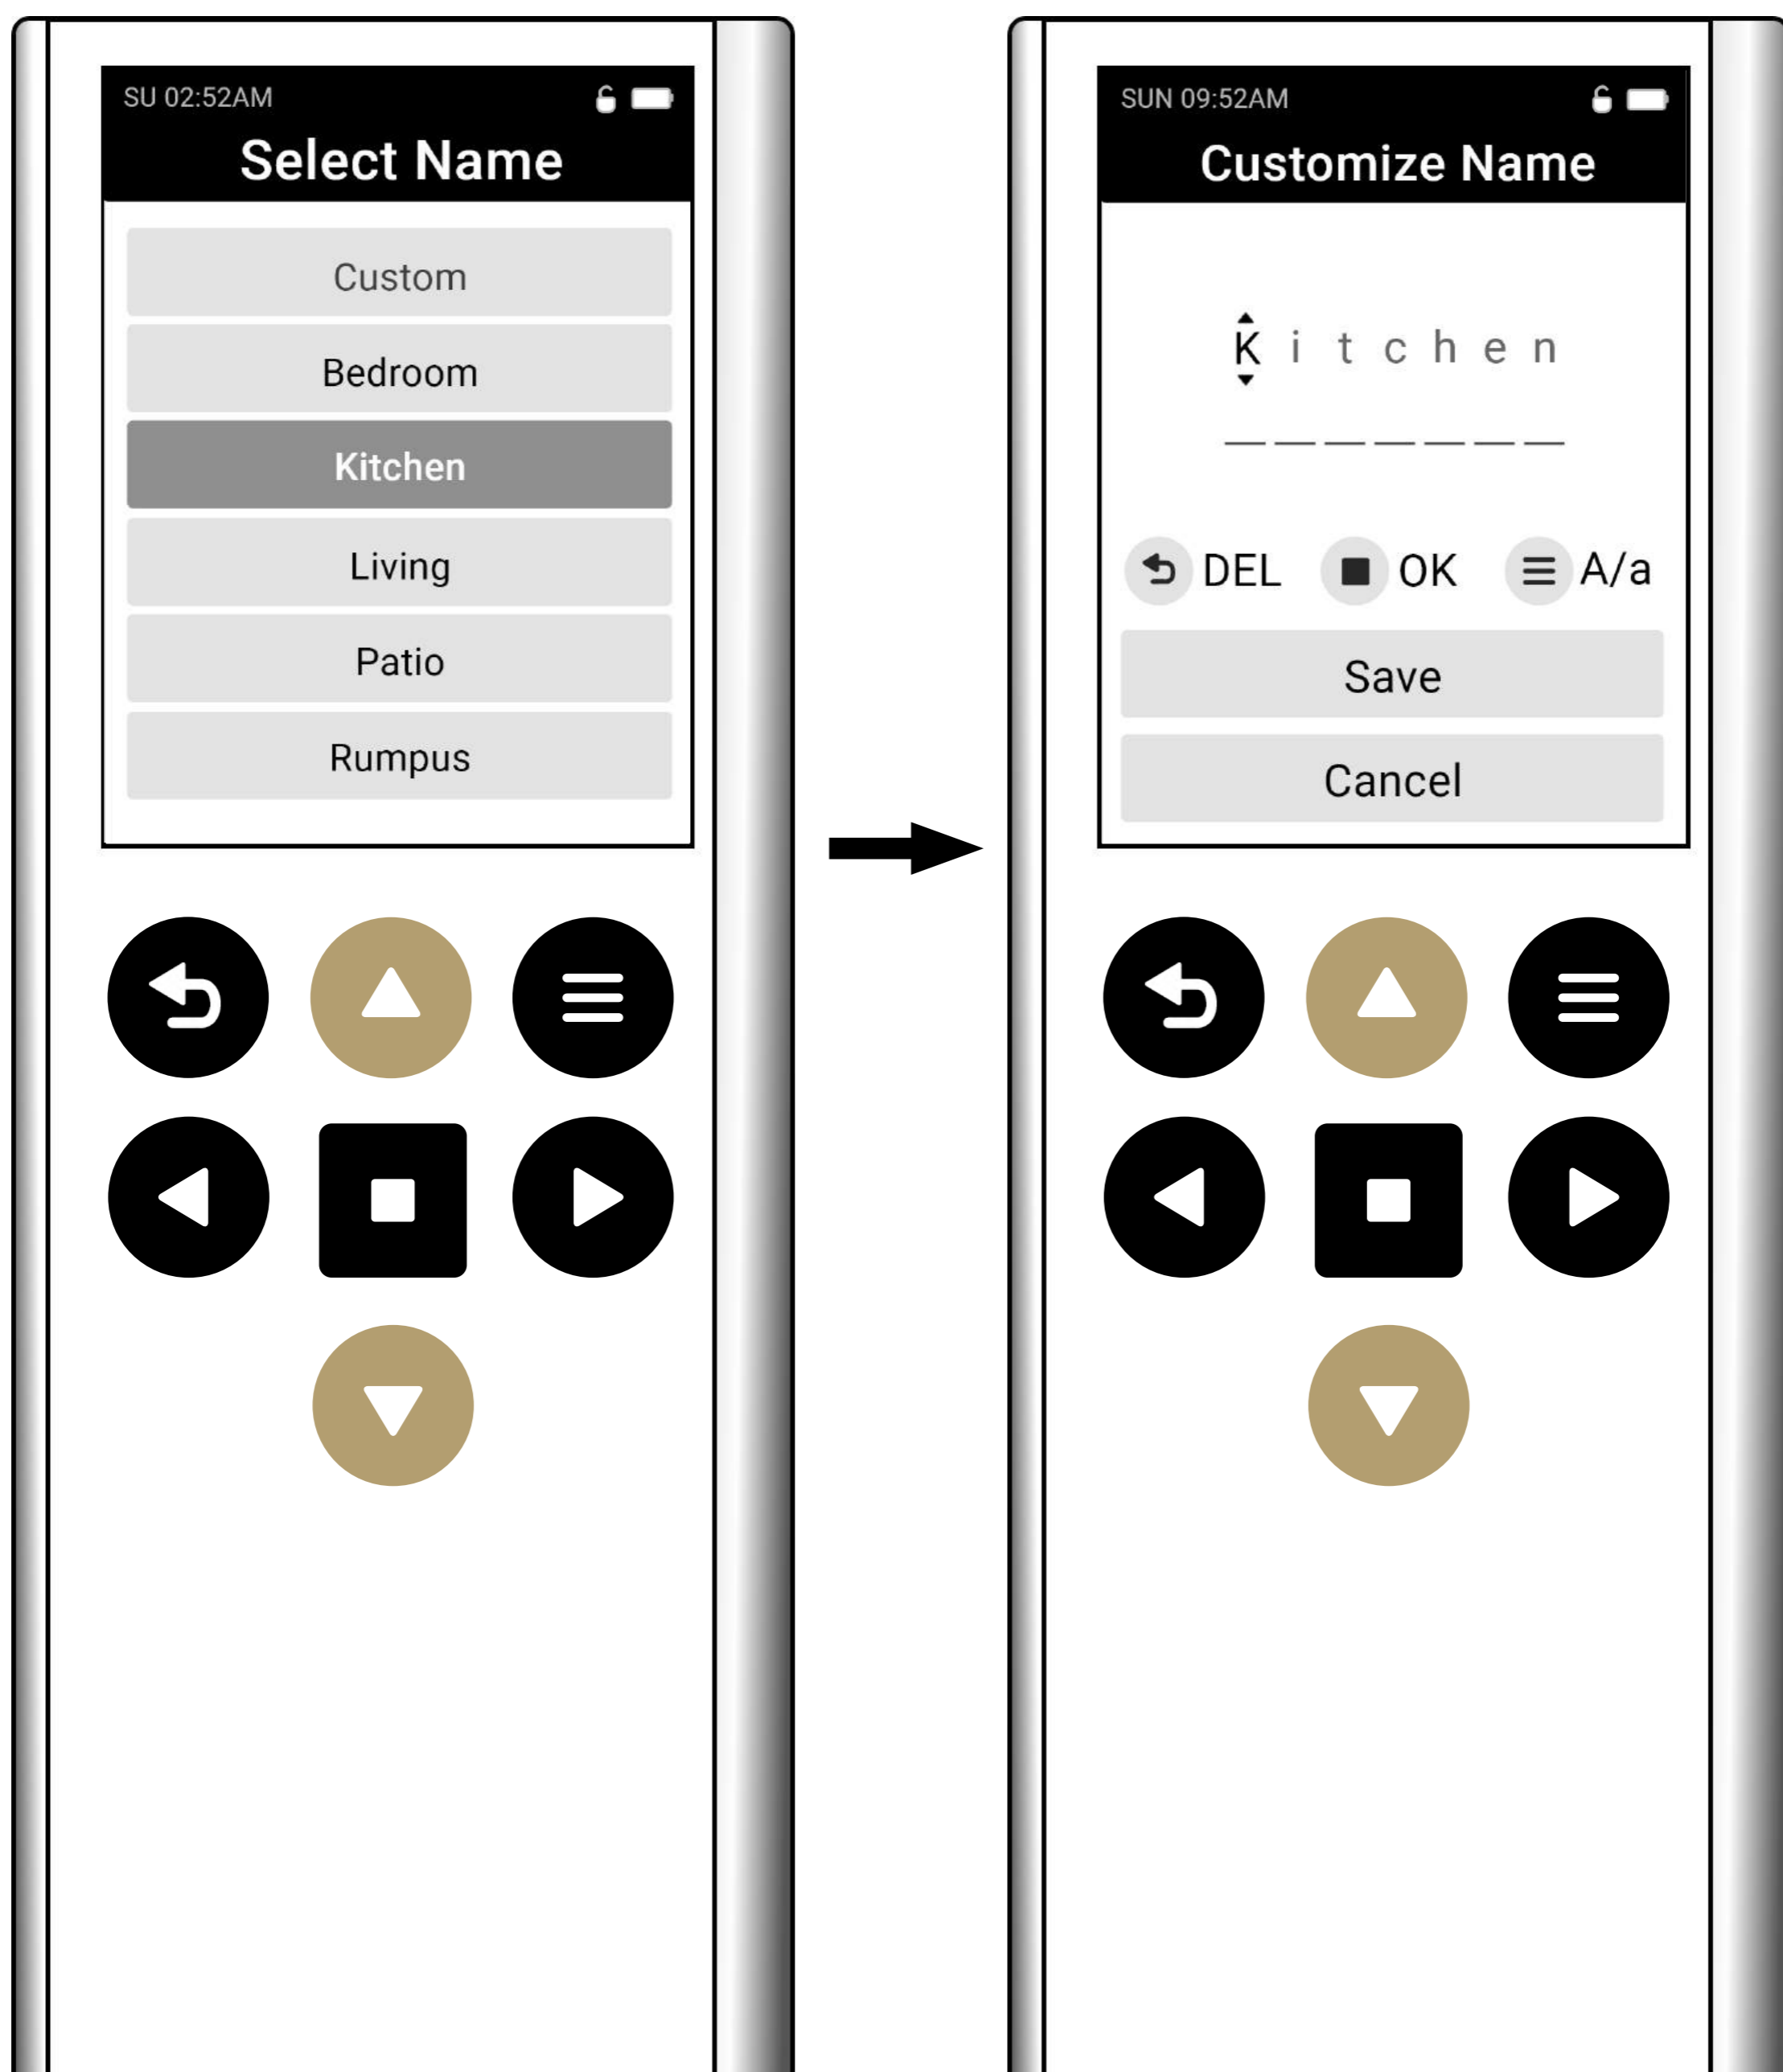 SU 02:52AM
Select Name
Custom
Bedroom
Kitchen
Living
Patio
Rumpus
SUN 09:52AM
Customize Name
K i t c h e n
DEL OK A/a
Save
Cancel